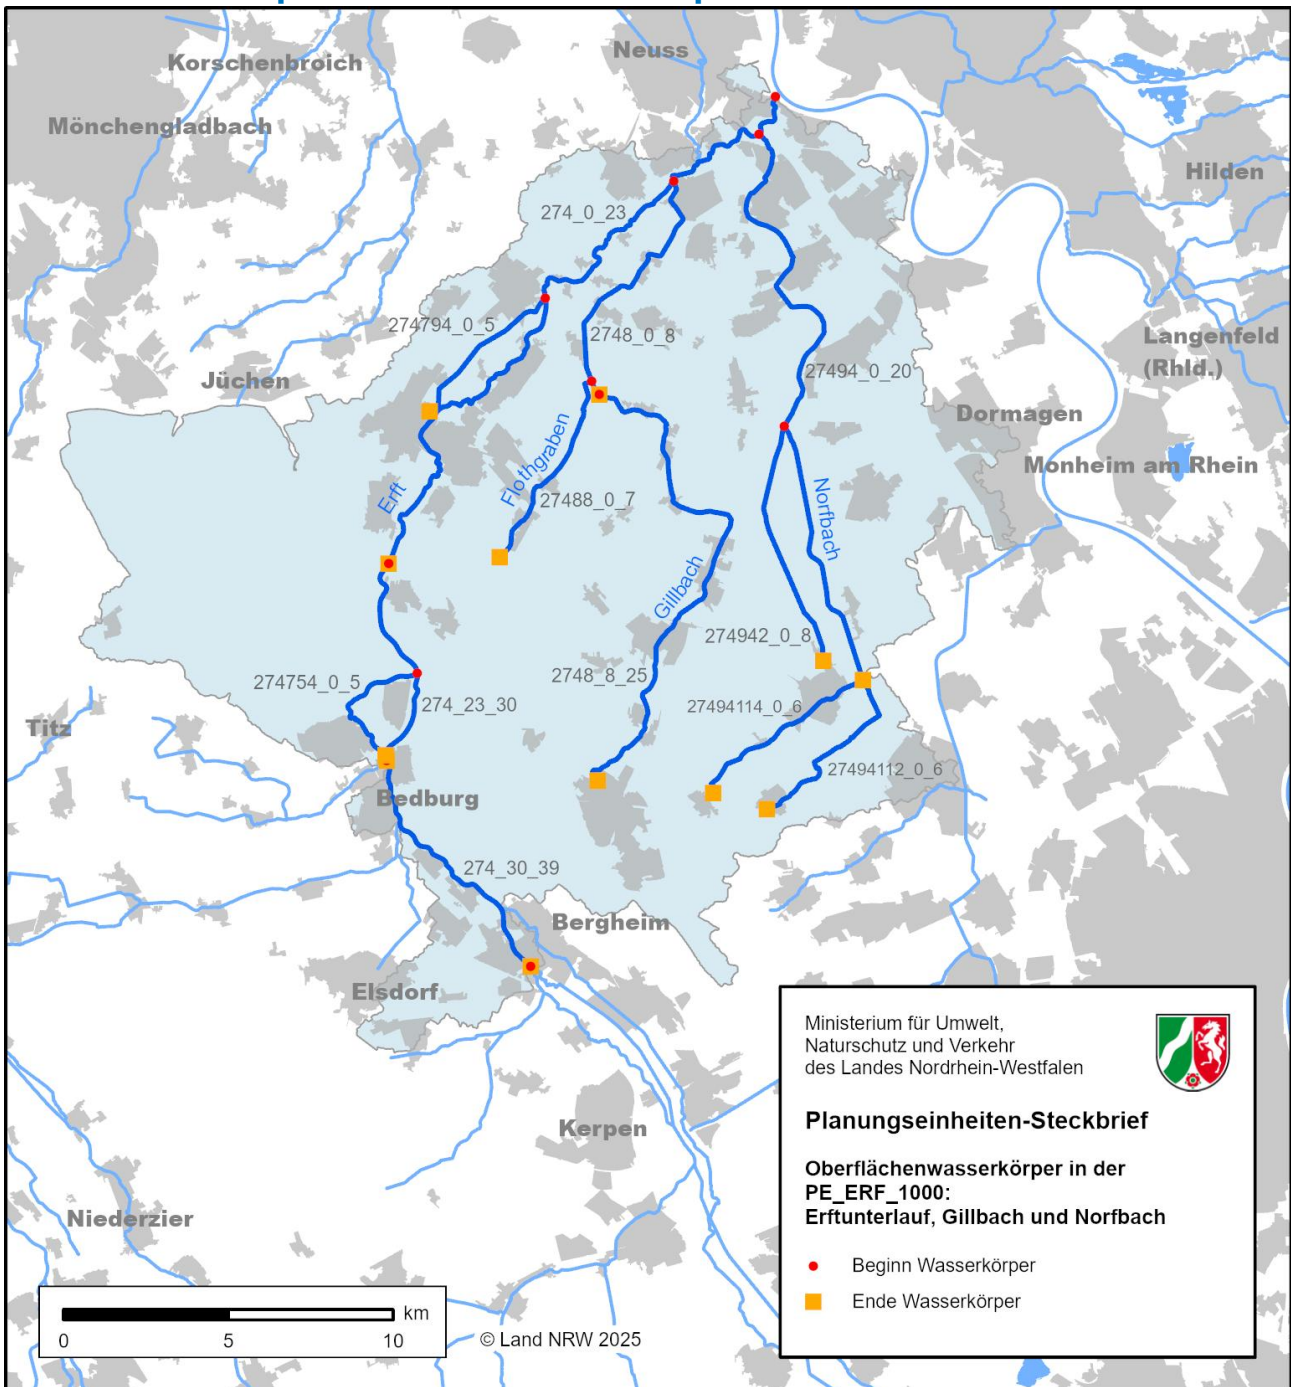 Neuss
Korschenbroich
Mönchengladbach
Hilden
274_0_23
274794_0_5
2748_0_8
Langenfeld
(Rhld.)
Jüchen
27494_0_20
Dormagen
Monheim am Rhein
Flothgraben
Erft
27488_0_7
Norfbach
Gillbach
274942_0_8
274754_0_5
2748_8_25
274_23_30
27494114_0_6
Titz
27494112_0_6
Bedburg
274_30_39
Bergheim
Elsdorf
Kerpen
Niederzier
Ministerium für Umwelt,
Naturschutz und Verkehr
des Landes Nordrhein-Westfalen
Planungseinheiten-Steckbrief
Oberflächenwasserkörper in der
PE_ERF_1000:
Erftunterlauf, Gillbach und Norfbach
Beginn Wasserkörper
Ende Wasserkörper
km
0 5 10
© Land NRW 2025